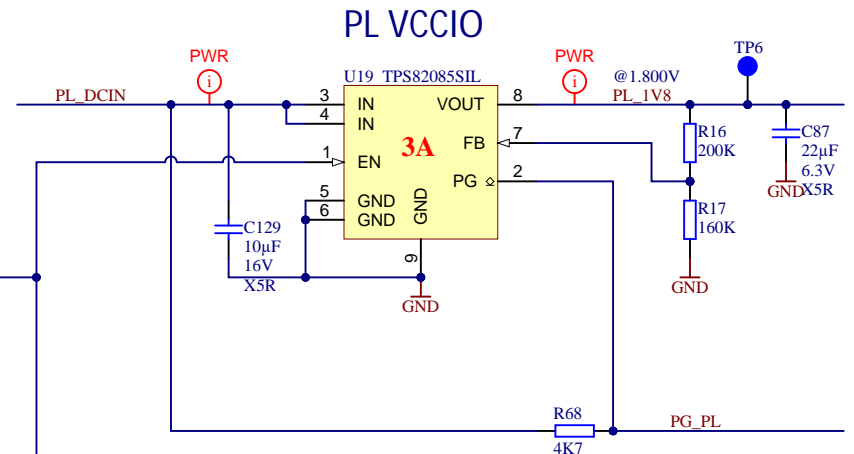 PL VCCIO
PWR
PWR
TP6
U19 TPS82085SIL
@1.800V
PL_DCIN
PL_1V8
3 IN
4 IN
VOUT 8
1 EN
3A
FB 7
PG 2
5 GND
6 GND
GND
9
GND
R16
200K
R17
160K
GND
C87
22µF
6.3V
X5R
GND
C129
10µF
16V
X5R
R68
4K7
PG_PL
i
i